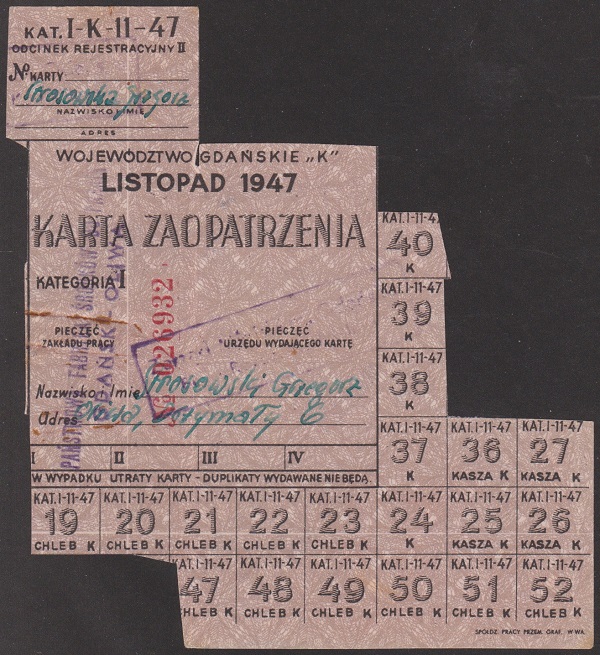 KAT. I-K-11-47
ODCINEK REJESTRACYJNY II
№ KARTY
NAZWISKO I IMIĘ
ADRES
WOJEWÓDZTWO GDAŃSKIE „K”
LISTOPAD 1947
KARTA ZAOPATRZENIA
KATEGORIA I
№ 026932
PIECZĘĆ ZAKŁADU PRACY
PIECZĘĆ URZĘDU WYDAJĄCEGO KARTĘ
Nazwisko i Imię Grzegorz
Adres 6
GDAŃSK-OLIWA
I II III IV
W WYPADKU UTRATY KARTY - DUPLIKATY WYDAWANE NIE BĘDĄ.
KAT. I-11-4
40
K
KAT. I-11-47
39
K
KAT. I-11-47
38
K
KAT. I-11-47 KAT. I-11-47 KAT. I-11-47
37 36 27
K KASZA K KASZA K
KAT. I-11-47 KAT. I-11-47 KAT. I-11-47 KAT. I-11-47 KAT. I-11-47 KAT. I-11-47 KAT. I-11-47 KAT. I-11-47
19 20 21 22 23 24 25 26
CHLEB K CHLEB K CHLEB K CHLEB K CHLEB K K KASZA K KASZA K
KAT. I-11-47 KAT. I-11-47 KAT. I-11-47 KAT. I-11-47 KAT. I-11-47 KAT. I-11-47
47 48 49 50 51 52
CHLEB K CHLEB K CHLEB K CHLEB K CHLEB K CHLEB K
SPÓŁDZ. PRACY PRZEM. GRAF. W-WA.